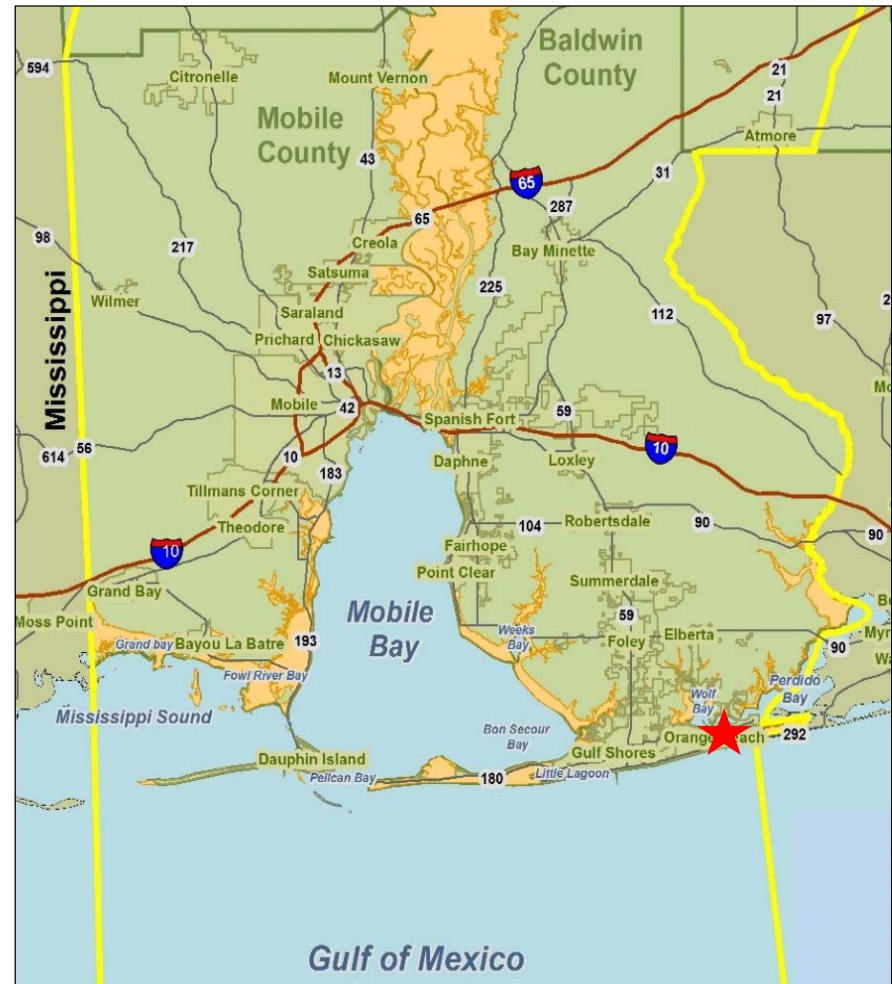 Baldwin
County
594
Citronelle
Mount Vernon
21
21
Mobile
County
Atmore
43
31
65
287
65
98
217
Creola
Bay Minette
Satsuma
225
Wilmer
Saraland
112
97
Prichard
Chickasaw
Mississippi
13
Mobile
42
Spanish Fort
59
614
56
10
Daphne
Loxley
10
183
Tillmans Corner
Theodore
104
Robertsdale
90
90
Fairhope
10
Point Clear
Summerdale
Grand Bay
Moss Point
Mobile
Bay
59
Weeks
Bay
Foley
Elberta
90
Grand bay
Bayou La Batre
193
Fowl River Bay
Perdido
Bay
Wolf
Bay
Mississippi Sound
Bon Secour
Bay
Orange Beach
292
Gulf Shores
Dauphin Island
Pelican Bay
180
Little Lagoon
Gulf of Mexico